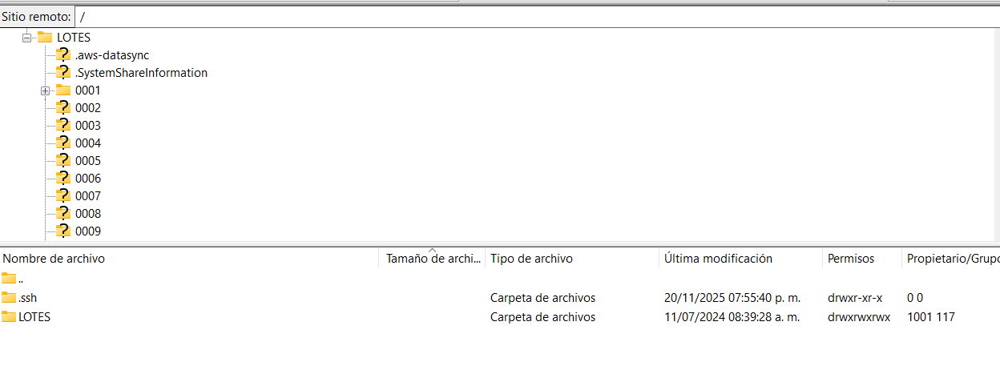 Sitio remoto: /
LOTES
.aws-datasync
.SystemShareInformation
0001
0002
0003
0004
0005
0006
0007
0008
0009
Nombre de archivo Tamaño de archi... Tipo de archivo Última modificación Permisos Propietario/Grupo
..
.ssh Carpeta de archivos 20/11/2025 07:55:40 p. m. drwxr-xr-x 0 0
LOTES Carpeta de archivos 11/07/2024 08:39:28 a. m. drwxrwxrwx 1001 117